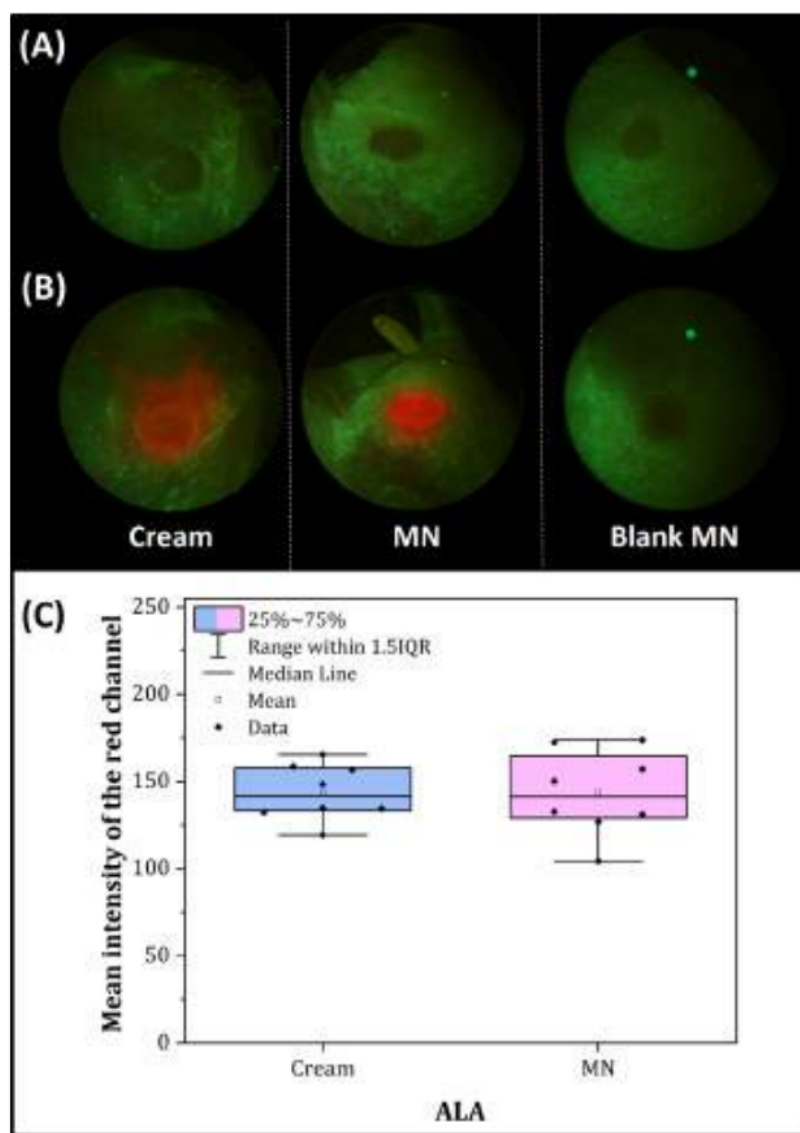 (A)
(B)
Cream MN Blank MN
(C)
Mean intensity of the red channel
250
200
150
100
50
0
25%~75%
Range within 1.5IQR
Median Line
Mean
Data
Cream MN
ALA